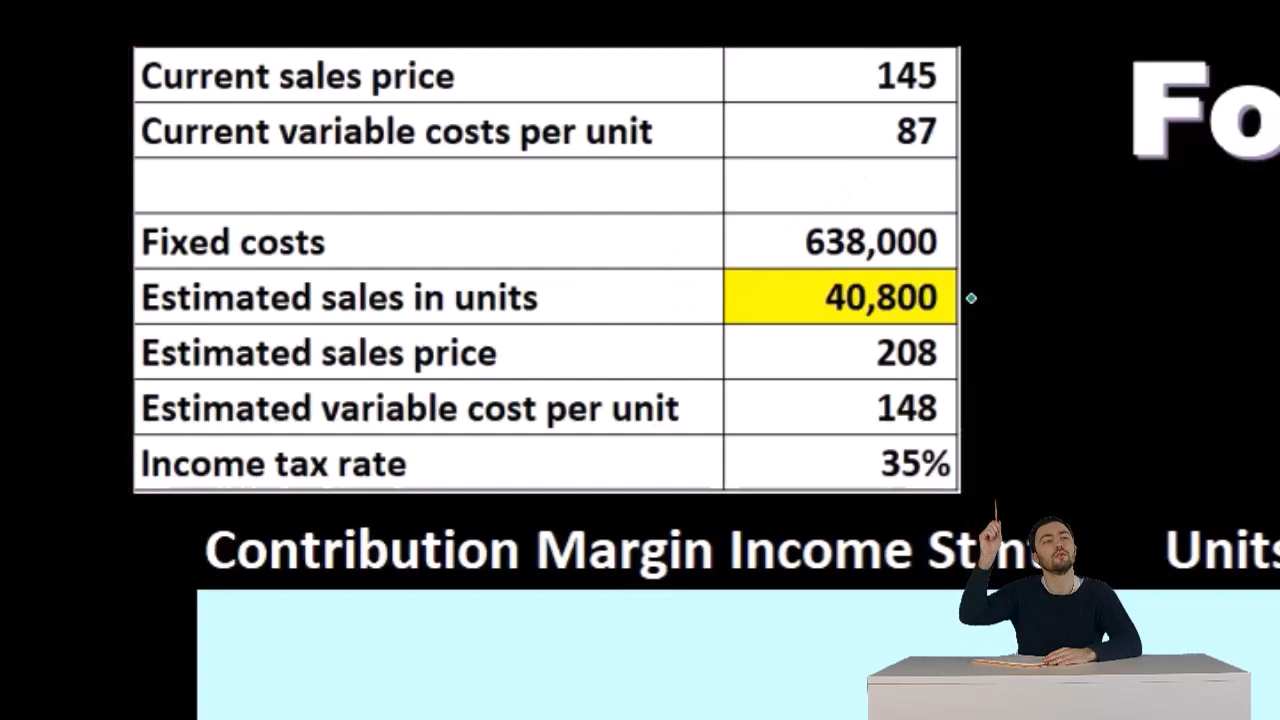 Current sales price 145
Current variable costs per unit 87
Fixed costs 638,000
Estimated sales in units 40,800
Estimated sales price 208
Estimated variable cost per unit 148
Income tax rate 35%
Fo
Contribution Margin Income Stm
Units